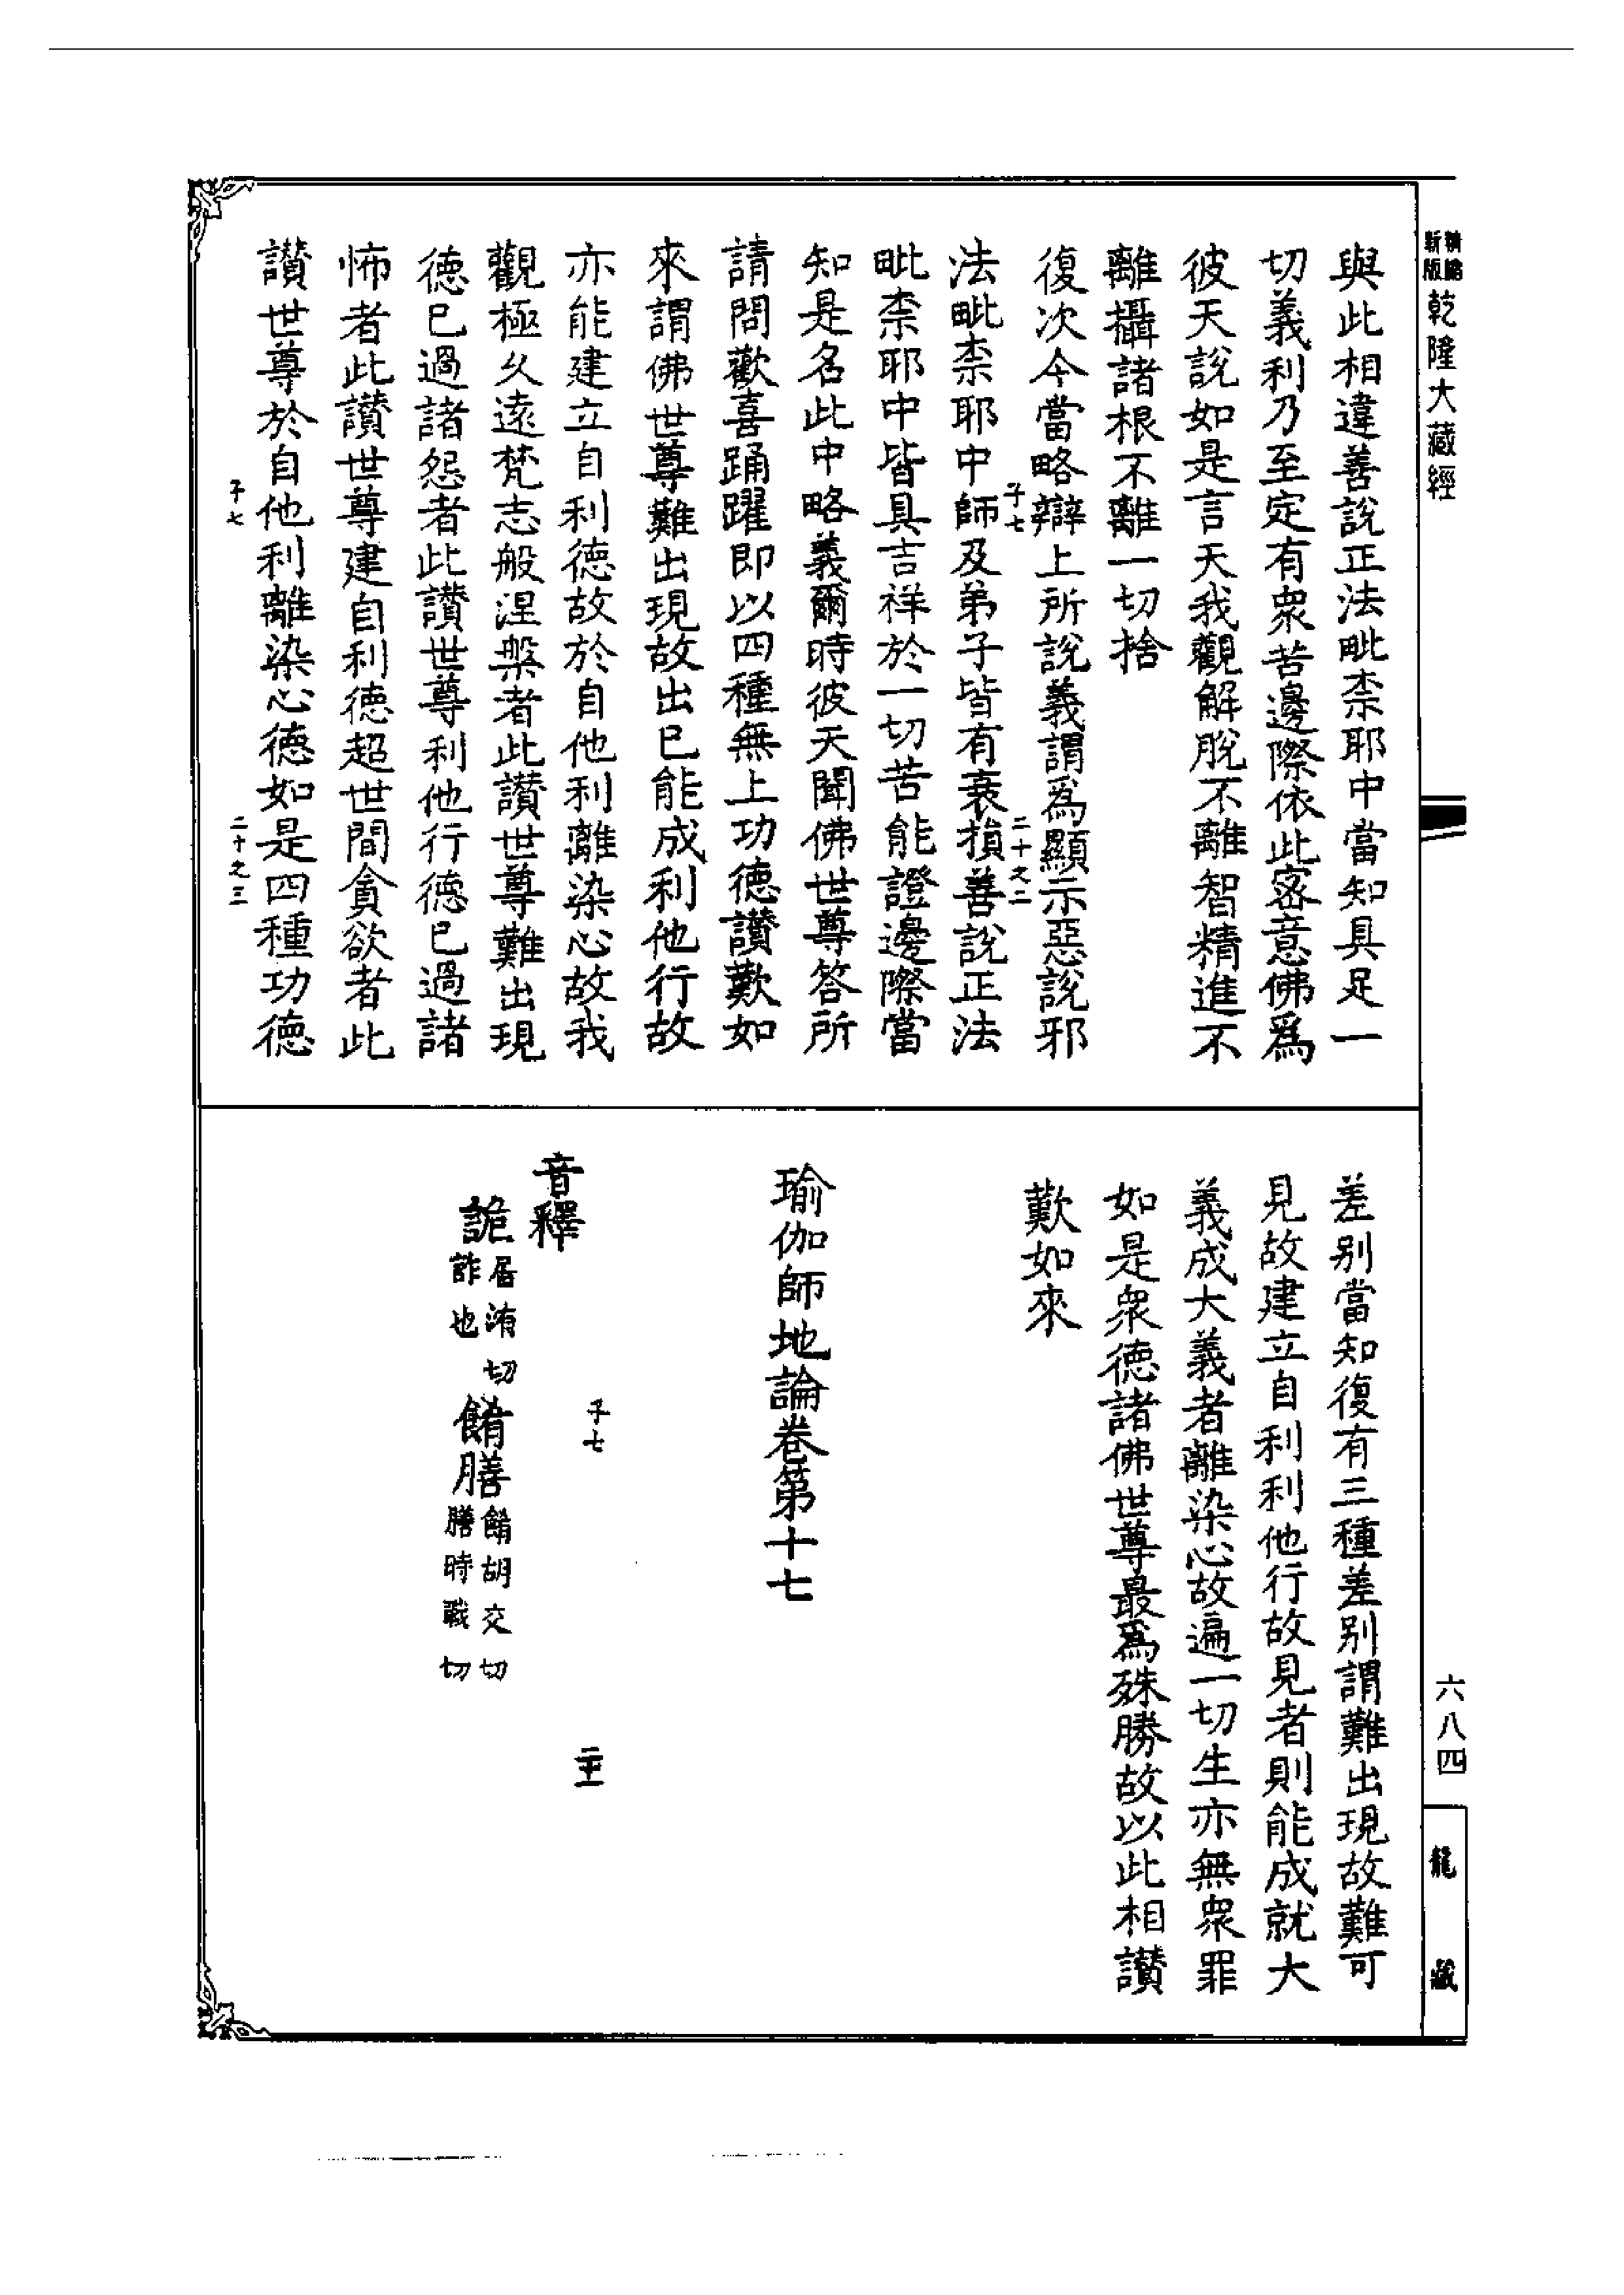 新版
精縮
乾隆大藏經
與此相違善說正法毗柰耶中當知具足一
切義利乃至定有衆苦邊際依此密意佛爲
彼天說如是言天我觀解脫不離智精進不
離攝諸根不離一切捨
復次今當略辯上所說義謂爲顯示惡說邪
子七
二十之二
法毗柰耶中師及弟子皆有衰損善說正法
毗柰耶中皆具吉祥於一切苦能證邊際當
知是名此中略義爾時彼天聞佛世尊答所
請問歡喜踊躍即以四種無上功德讚歎如
來謂佛世尊難出現故出已能成利他行故
亦能建立自利德故於自他利離染心故我
觀極久遠梵志般涅槃者此讚世尊難出現
德已過諸怨者此讚世尊利他行德已過諸
怖者此讚世尊建自利德超世間貪欲者此
讚世尊於自他利離染心德如是四種功德
子七
二十之三
差別當知復有三種差別謂難出現故難可
見故建立自利利他行故見者則能成就大
義成大義者離染心故遍一切生亦無衆罪
如是衆德諸佛世尊最爲殊勝故以此相讚
歎如來
瑜伽師地論卷第十七
子七
音釋
詭居洧切詐也餚膳餚胡交切膳時戰切
六八四
龍藏